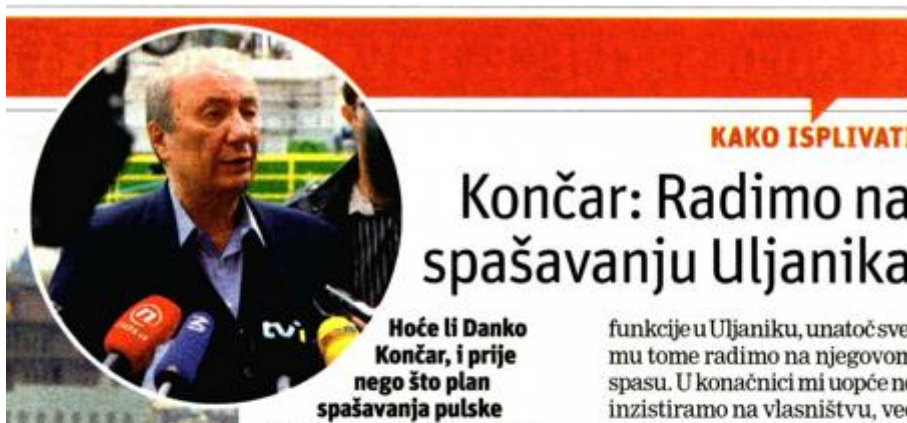 KAKO ISPLIVATI
Končar: Radimo na
spašavanju Uljanika
Hoće li Danko
Končar, i prije
nego što plan
spašavanja pulske
funkcije u Uljaniku, unatoč sve
mu tome radimo na njegovom
spasu. U konačnici mi uopće ne
inzistiramo na vlasništvu, već